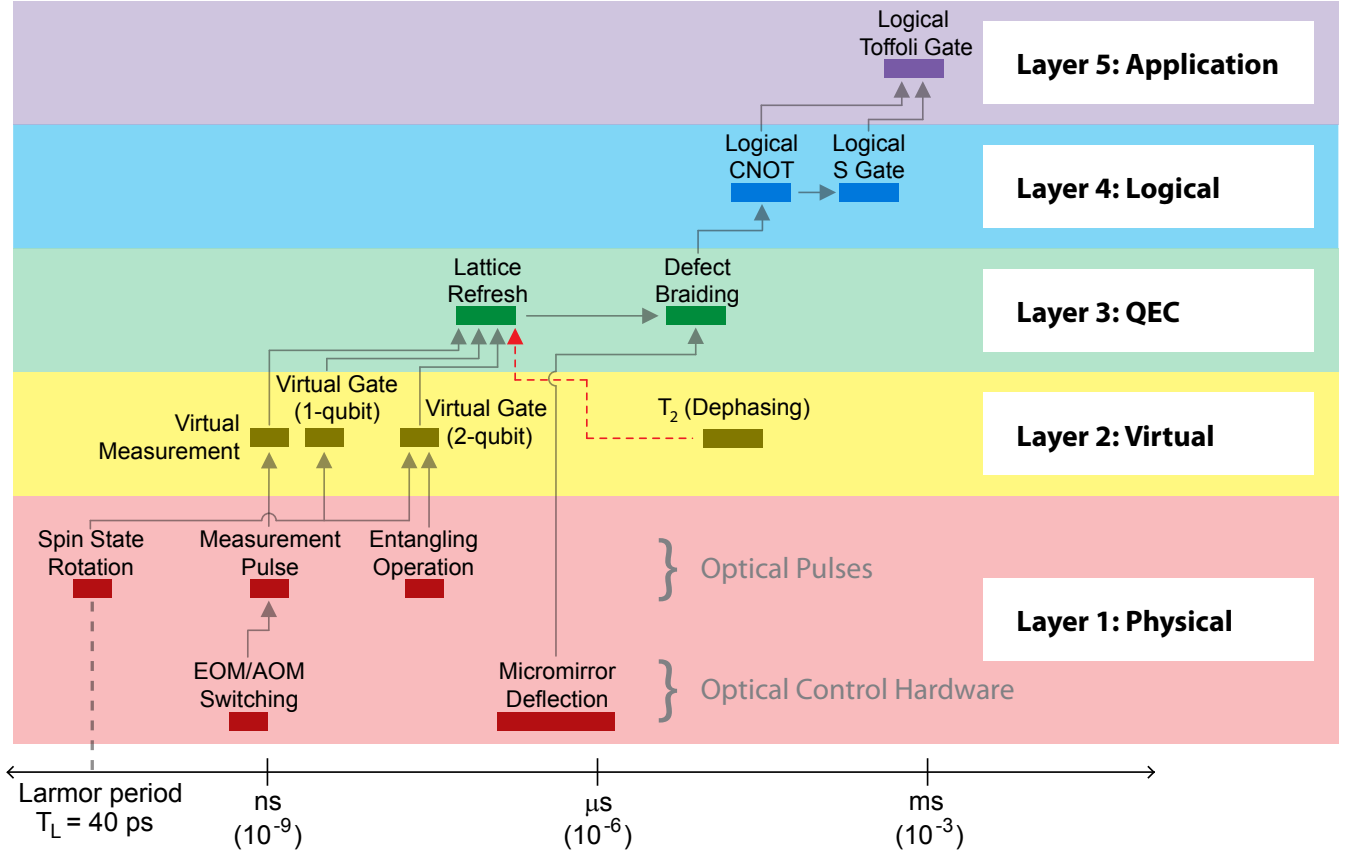 Logical
Toffoli Gate
Layer 5: Application
Logical
CNOT
Logical
S Gate
Layer 4: Logical
Lattice
Refresh
Defect
Braiding
Layer 3: QEC
Virtual
Measurement
Virtual Gate
(1-qubit)
Virtual Gate
(2-qubit)
T2 (Dephasing)
Layer 2: Virtual
Spin State
Rotation
Measurement
Pulse
Entangling
Operation
} Optical Pulses
Layer 1: Physical
EOM/AOM
Switching
Micromirror
Deflection
} Optical Control Hardware
Larmor period
TL = 40 ps
ns
(10-9)
μs
(10-6)
ms
(10-3)